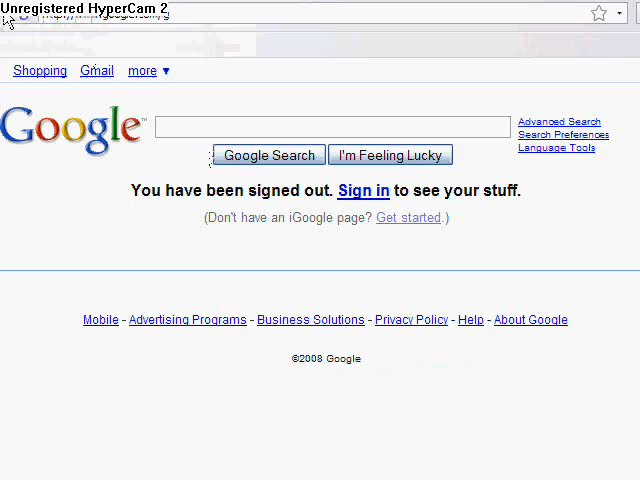 Unregistered HyperCam 2
Shopping Gmail more ▼
Google™
Advanced Search
Search Preferences
Language Tools
Google Search I'm Feeling Lucky
You have been signed out. Sign in to see your stuff.
(Don't have an iGoogle page? Get started.)
Mobile - Advertising Programs - Business Solutions - Privacy Policy - Help - About Google
©2008 Google